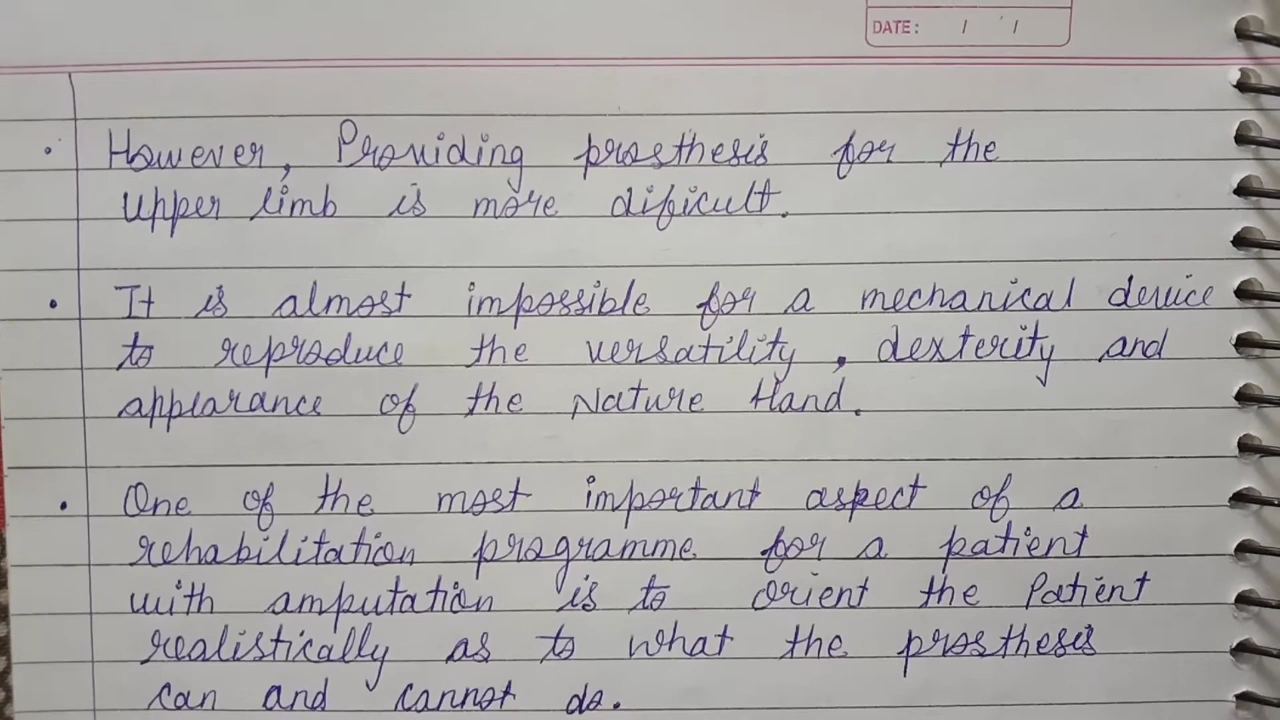 DATE: / /
• However, Providing prosthesis for the
upper limb is more dificult.
• It is almost impossible for a mechanical device
to reproduce the versatility, dexterity and
appearance of the Nature Hand.
• One of the most important aspect of a
rehabilitation programme for a patient
with amputation is to orient the Patient
realistically as to what the prosthesis
can and cannot do.